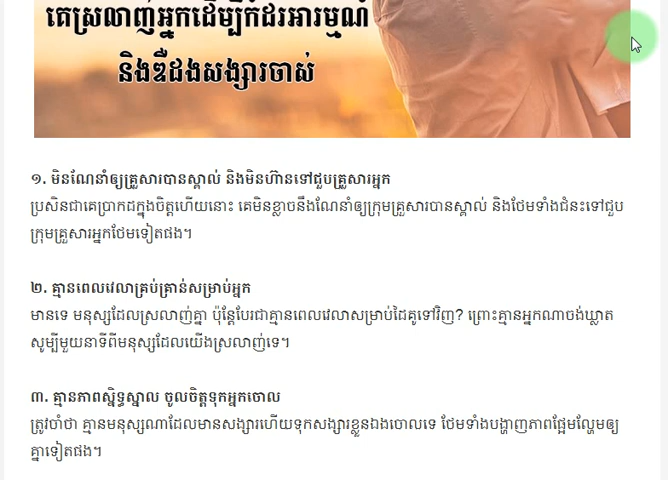 គេស្រលាញ់អ្នកដើម្បីកំដរអារម្មណ៍
និងឌឺដងសង្សារចាស់
១. មិនណែនាំឲ្យគ្រួសារបានស្គាល់ និងមិនហ៊ានទៅជួបគ្រួសារអ្នក
ប្រសិនជាគេប្រាកដក្នុងចិត្តហើយនោះ គេមិនខ្លាចនឹងណែនាំឲ្យក្រុមគ្រួសារបានស្គាល់ និងថែមទាំងជំនះទៅជួប
ក្រុមគ្រួសារអ្នកថែមទៀតផង។
២. គ្មានពេលវេលាគ្រប់គ្រាន់សម្រាប់អ្នក
មានទេ មនុស្សដែលស្រលាញ់គ្នា ប៉ុន្តែបែរជាគ្មានពេលវេលាសម្រាប់ដៃគូទៅវិញ? ព្រោះគ្មានអ្នកណាចង់ឃ្លាត
សូម្បីមួយនាទីពីមនុស្សដែលយើងស្រលាញ់ទេ។
៣. គ្មានភាពស្និទ្ធស្នាល ចូលចិត្តទុកអ្នកចោល
ត្រូវចាំថា គ្មានមនុស្សណាដែលមានសង្សារហើយទុកសង្សារខ្លួនឯងចោលទេ ថែមទាំងបង្ហាញភាពផ្អែមល្ហែមឲ្យ
គ្នាទៀតផង។